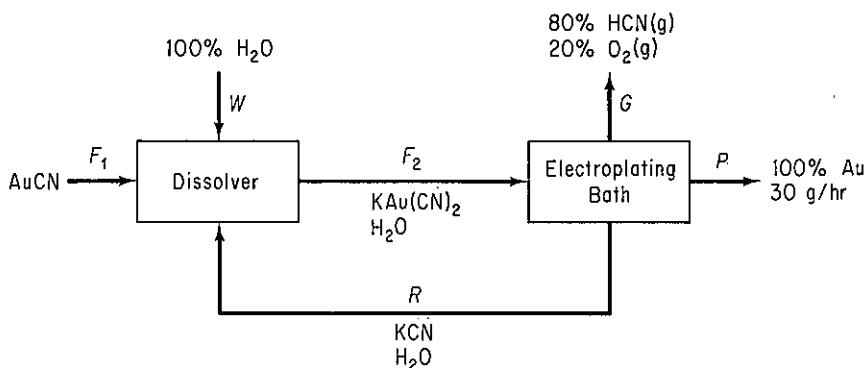 80% HCN(g)
20% O₂(g)
100% H₂O
W
G
F₁
AuCN
Dissolver
F₂
KAu(CN)₂
H₂O
Electroplating
Bath
P
100% Au
30 g/hr
R
KCN
H₂O